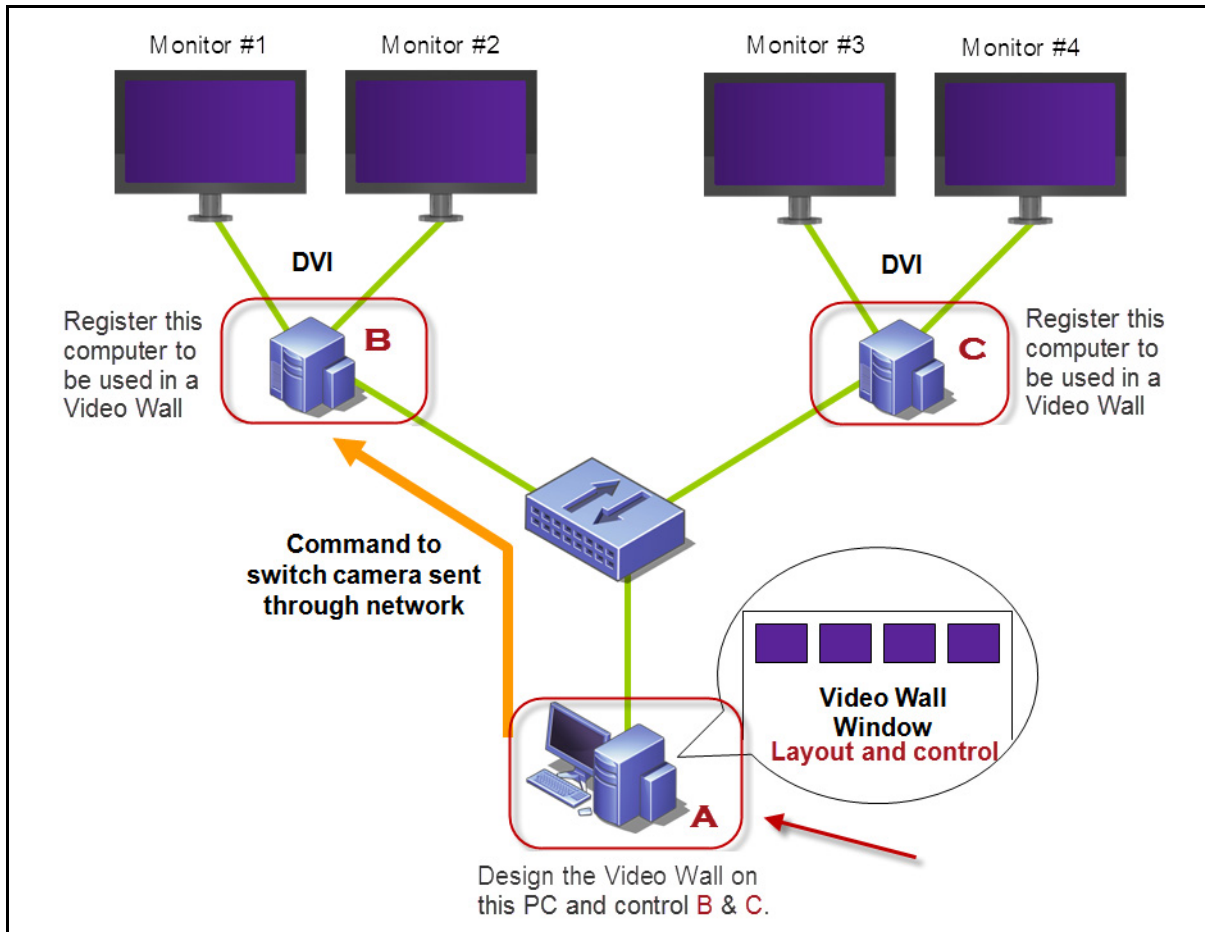 Monitor #1
Monitor #2
Monitor #3
Monitor #4
DVI
DVI
Register this
computer to
be used in a
Video Wall
B
C
Register this
computer to
be used in a
Video Wall
Command to
switch camera sent
through network
Video Wall
Window
Layout and control
A
Design the Video Wall on
this PC and control B & C.